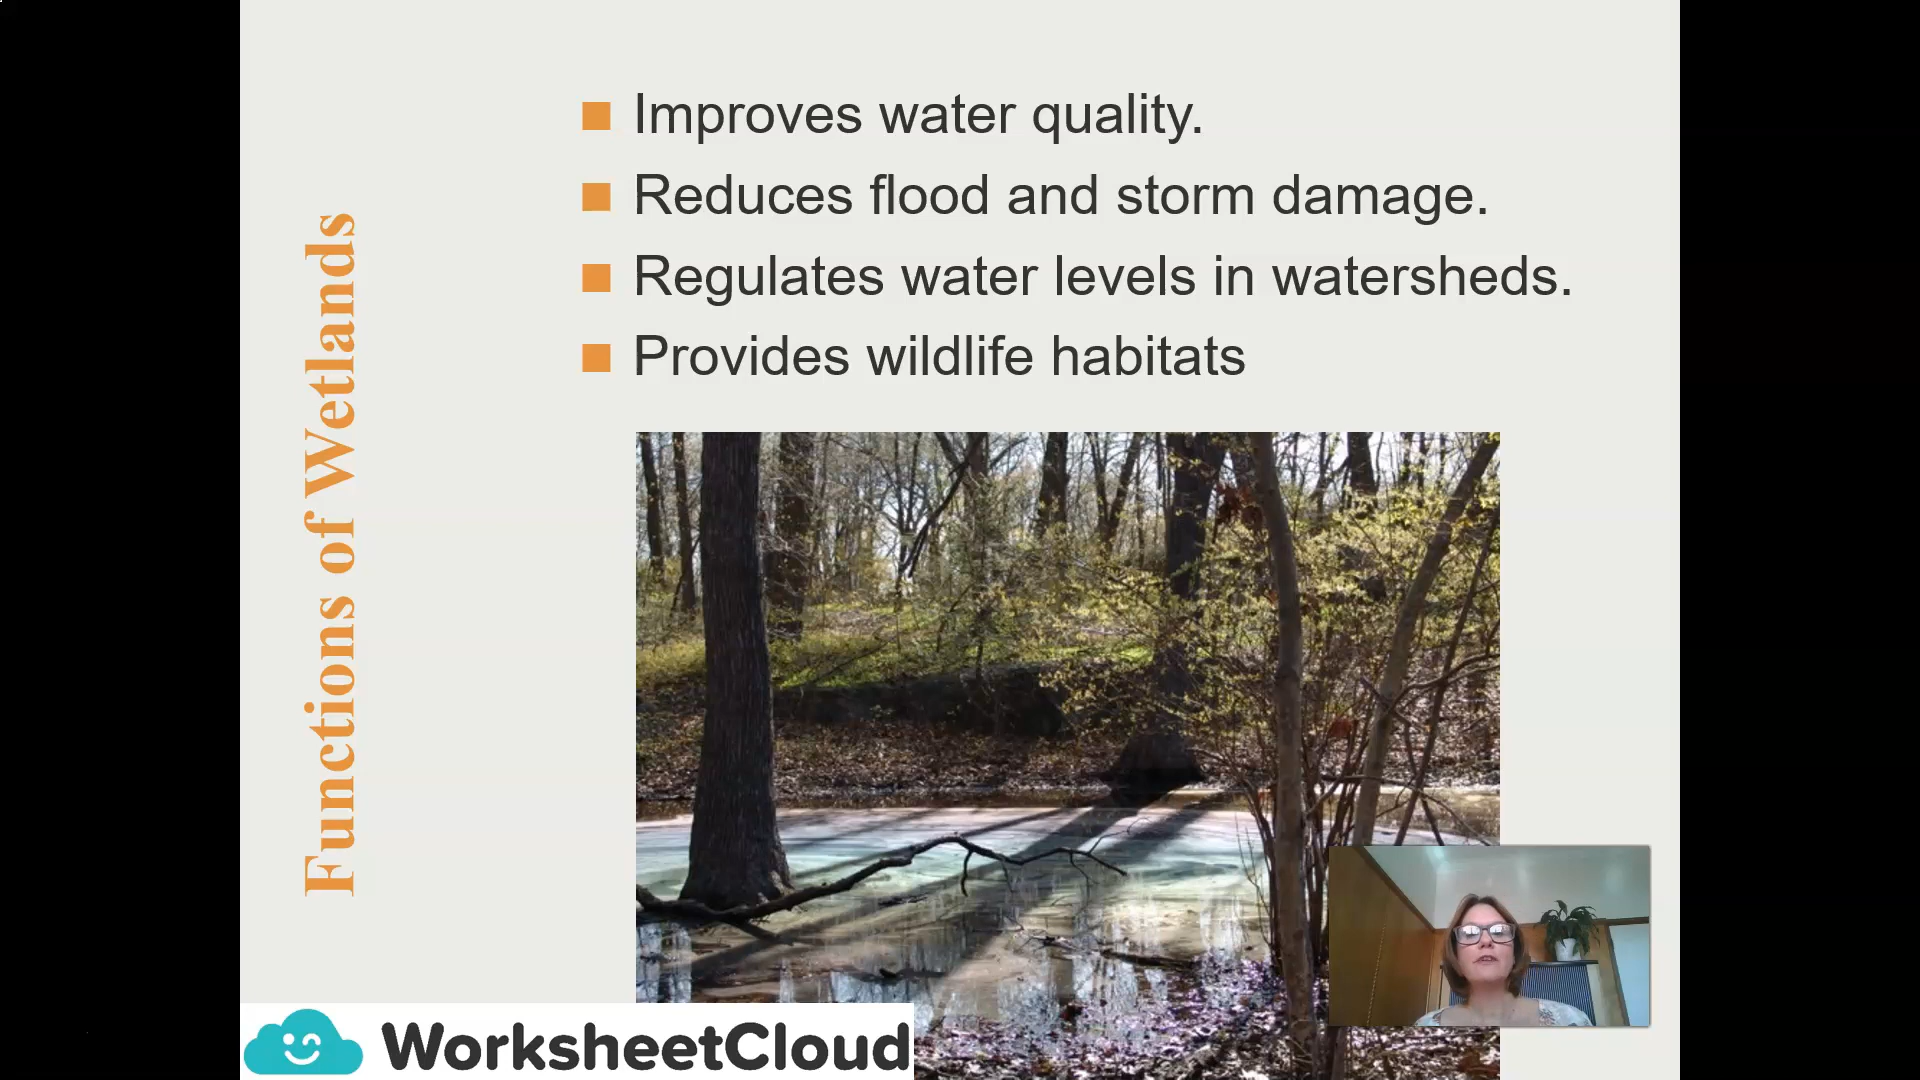 Functions of Wetlands
Improves water quality.
Reduces flood and storm damage.
Regulates water levels in watersheds.
Provides wildlife habitats
WorksheetCloud